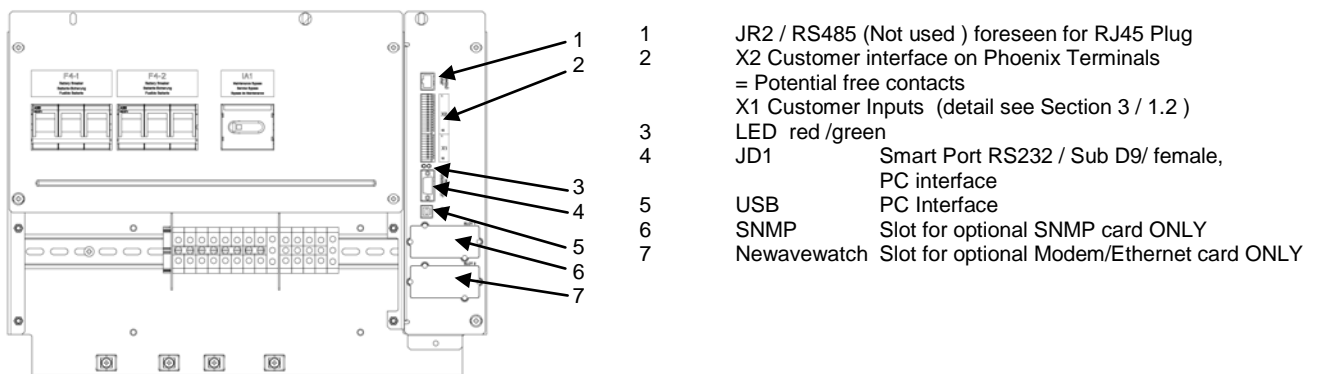 F4-1
F4-2
IA1
1
2
3
4
5
6
7
1 JR2 / RS485 (Not used ) foreseen for RJ45 Plug
2 X2 Customer interface on Phoenix Terminals
= Potential free contacts
X1 Customer Inputs (detail see Section 3 / 1.2 )
3 LED red /green
4 JD1 Smart Port RS232 / Sub D9/ female,
PC interface
5 USB PC Interface
6 SNMP Slot for optional SNMP card ONLY
7 Newavewatch Slot for optional Modem/Ethernet card ONLY